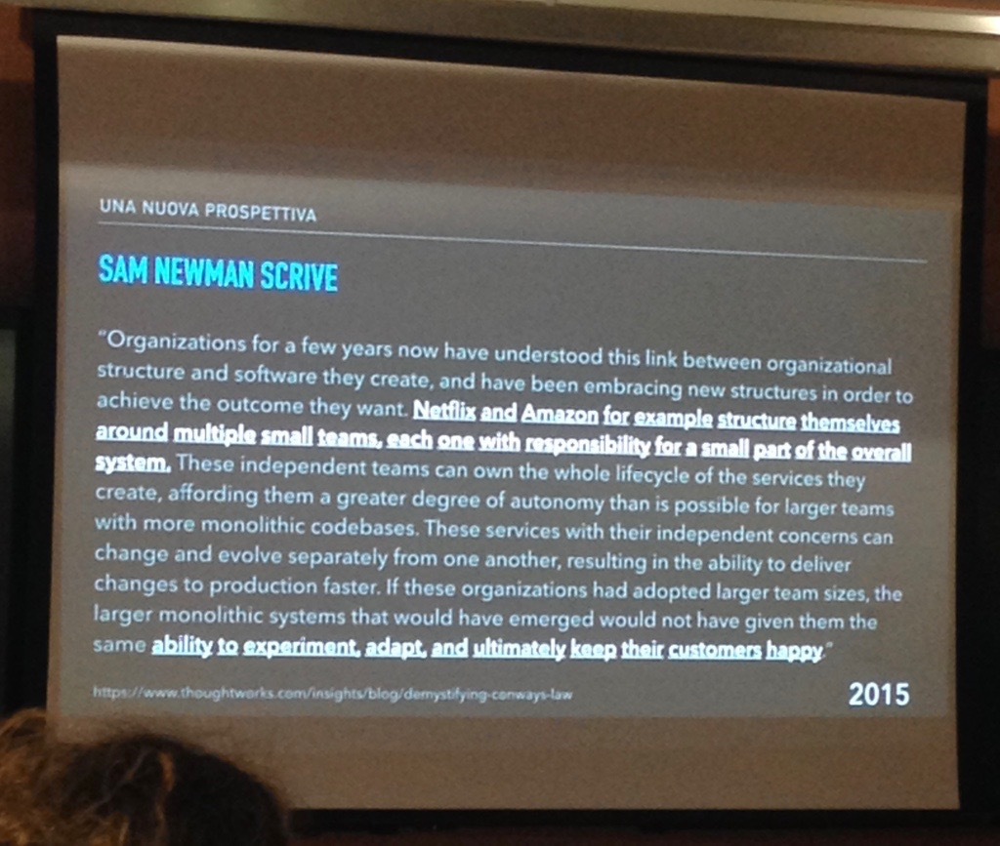 UNA NUOVA PROSPETTIVA
SAM NEWMAN SCRIVE
"Organizations for a few years now have understood this link between organizational
structure and software they create, and have been embracing new structures in order to
achieve the outcome they want. Netflix and Amazon for example structure themselves
around multiple small teams, each one with responsibility for a small part of the overall
system. These independent teams can own the whole lifecycle of the services they
create, affording them a greater degree of autonomy than is possible for larger teams
with more monolithic codebases. These services with their independent concerns can
change and evolve separately from one another, resulting in the ability to deliver
changes to production faster. If these organizations had adopted larger team sizes, the
larger monolithic systems that would have emerged would not have given them the
same ability to experiment, adapt, and ultimately keep their customers happy."
https://www.thoughtworks.com/insights/blog/demystifying-conways-law
2015